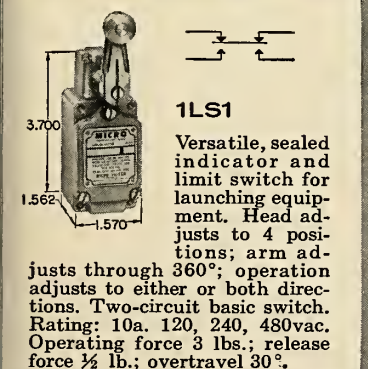 MICRO
3.700
1.562
1.570
1LS1
Versatile, sealed
indicator and
limit switch for
launching equip-
ment. Head ad-
justs to 4 posi-
tions; arm ad-
justs through 360°; operation
adjusts to either or both direc-
tions. Two-circuit basic switch.
Rating: 10a. 120, 240, 480vac.
Operating force 3 lbs.; release
force ½ lb.; overtravel 30°.